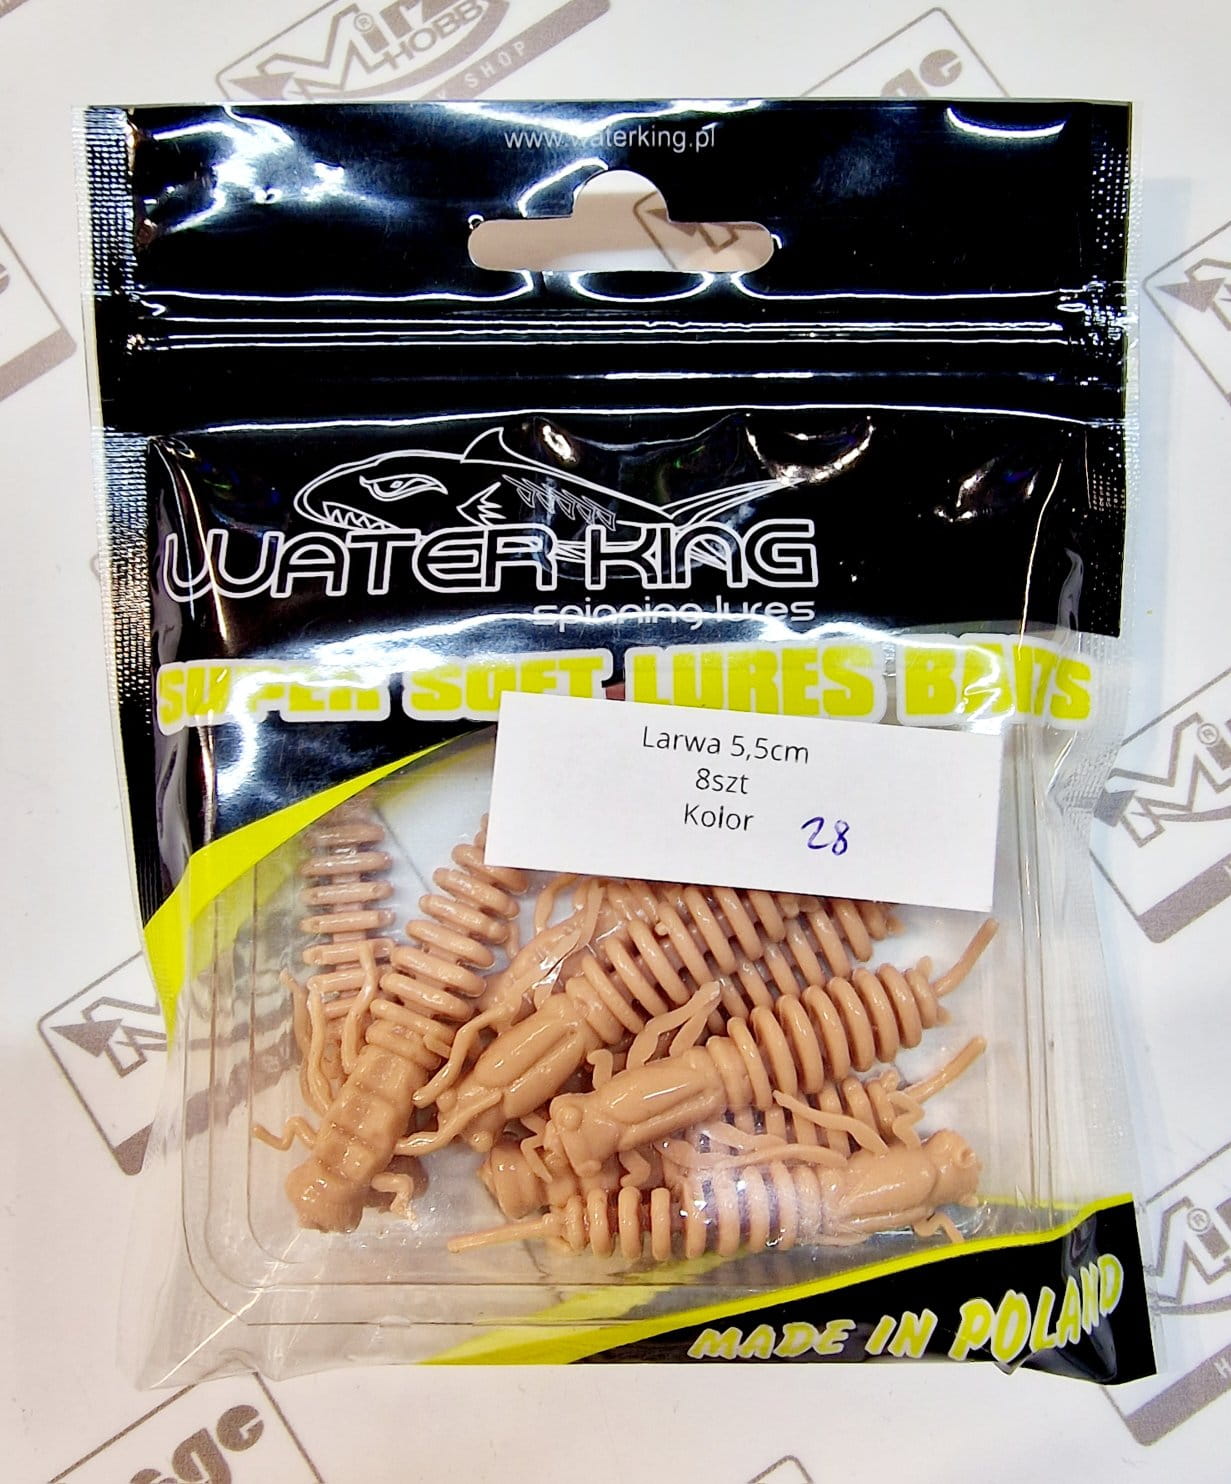 www.waterking.pl
WATER KING
spinning lures
SUPER SOFT LURES BAITS
Larwa 5,5cm
8szt
Kolor 28
MADE IN POLAND